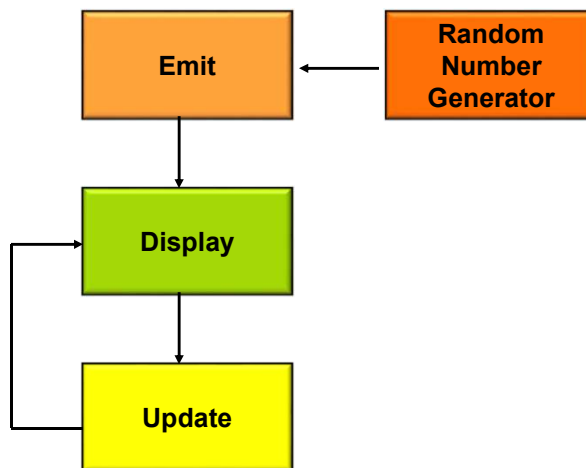 Emit
Random
Number
Generator
Display
Update